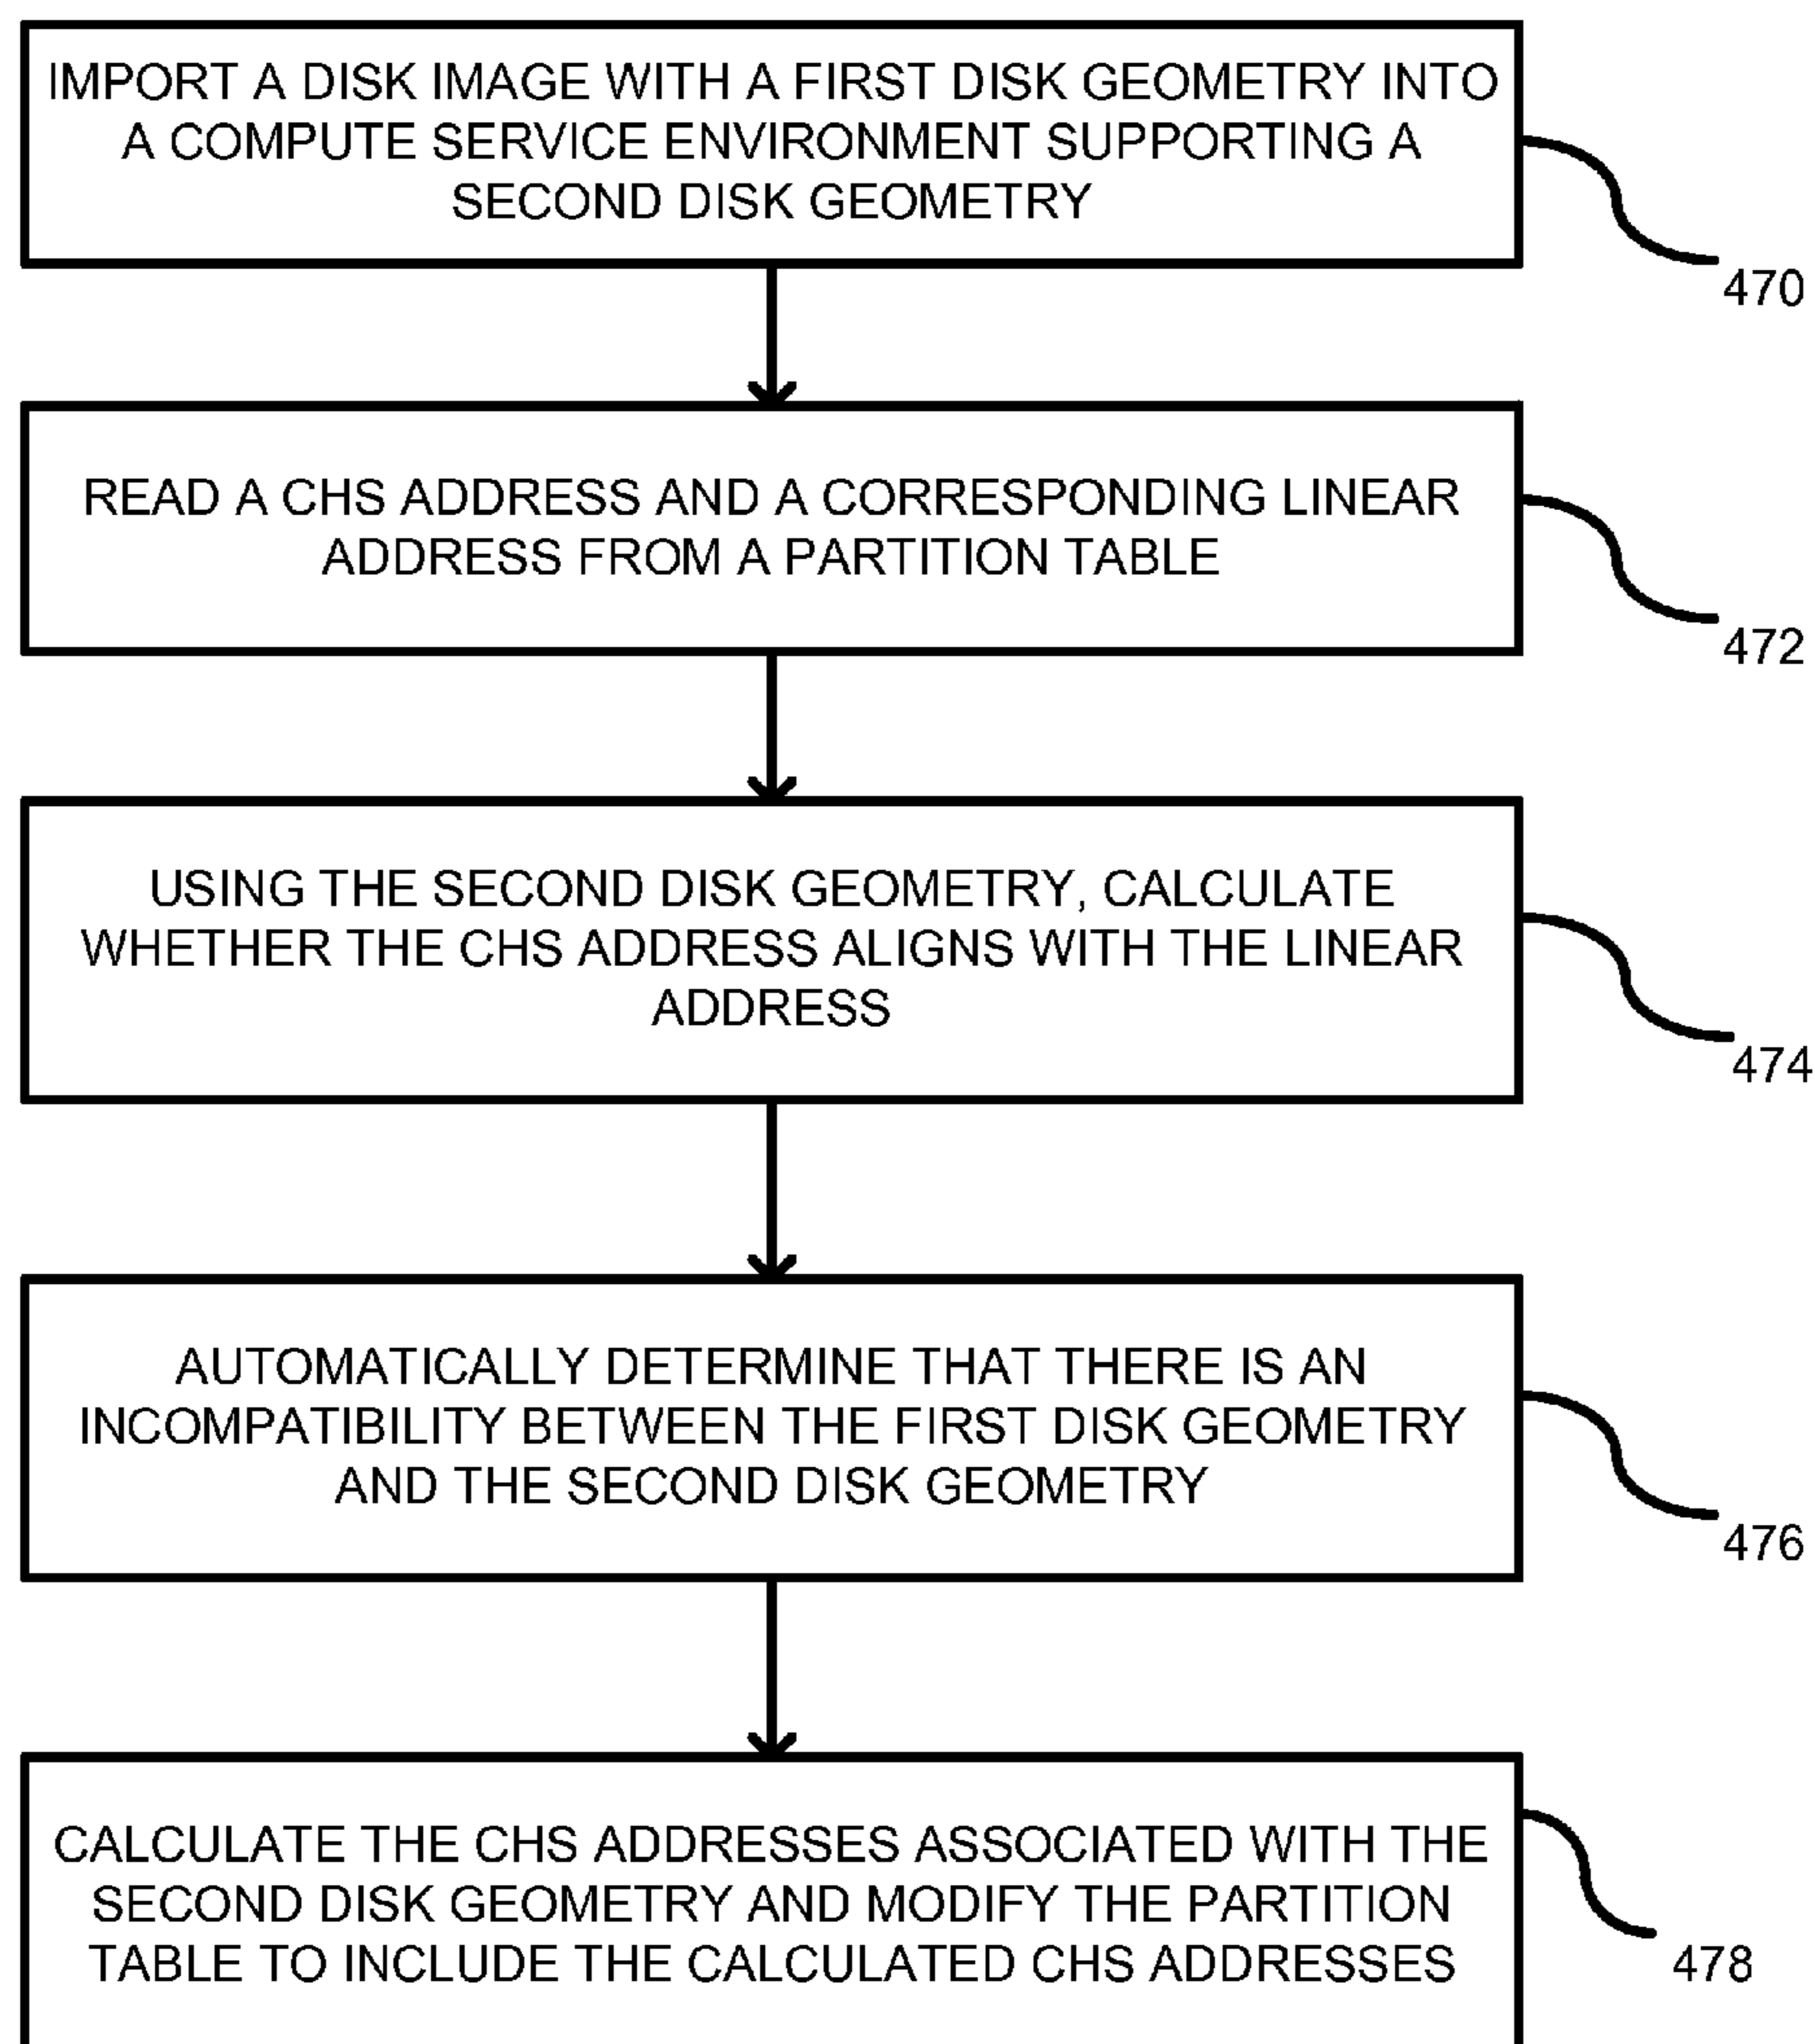 IMPORT A DISK IMAGE WITH A FIRST DISK GEOMETRY INTO
A COMPUTE SERVICE ENVIRONMENT SUPPORTING A
SECOND DISK GEOMETRY
470
READ A CHS ADDRESS AND A CORRESPONDING LINEAR
ADDRESS FROM A PARTITION TABLE
472
USING THE SECOND DISK GEOMETRY, CALCULATE
WHETHER THE CHS ADDRESS ALIGNS WITH THE LINEAR
ADDRESS
474
AUTOMATICALLY DETERMINE THAT THERE IS AN
INCOMPATIBILITY BETWEEN THE FIRST DISK GEOMETRY
AND THE SECOND DISK GEOMETRY
476
CALCULATE THE CHS ADDRESSES ASSOCIATED WITH THE
SECOND DISK GEOMETRY AND MODIFY THE PARTITION
TABLE TO INCLUDE THE CALCULATED CHS ADDRESSES
478